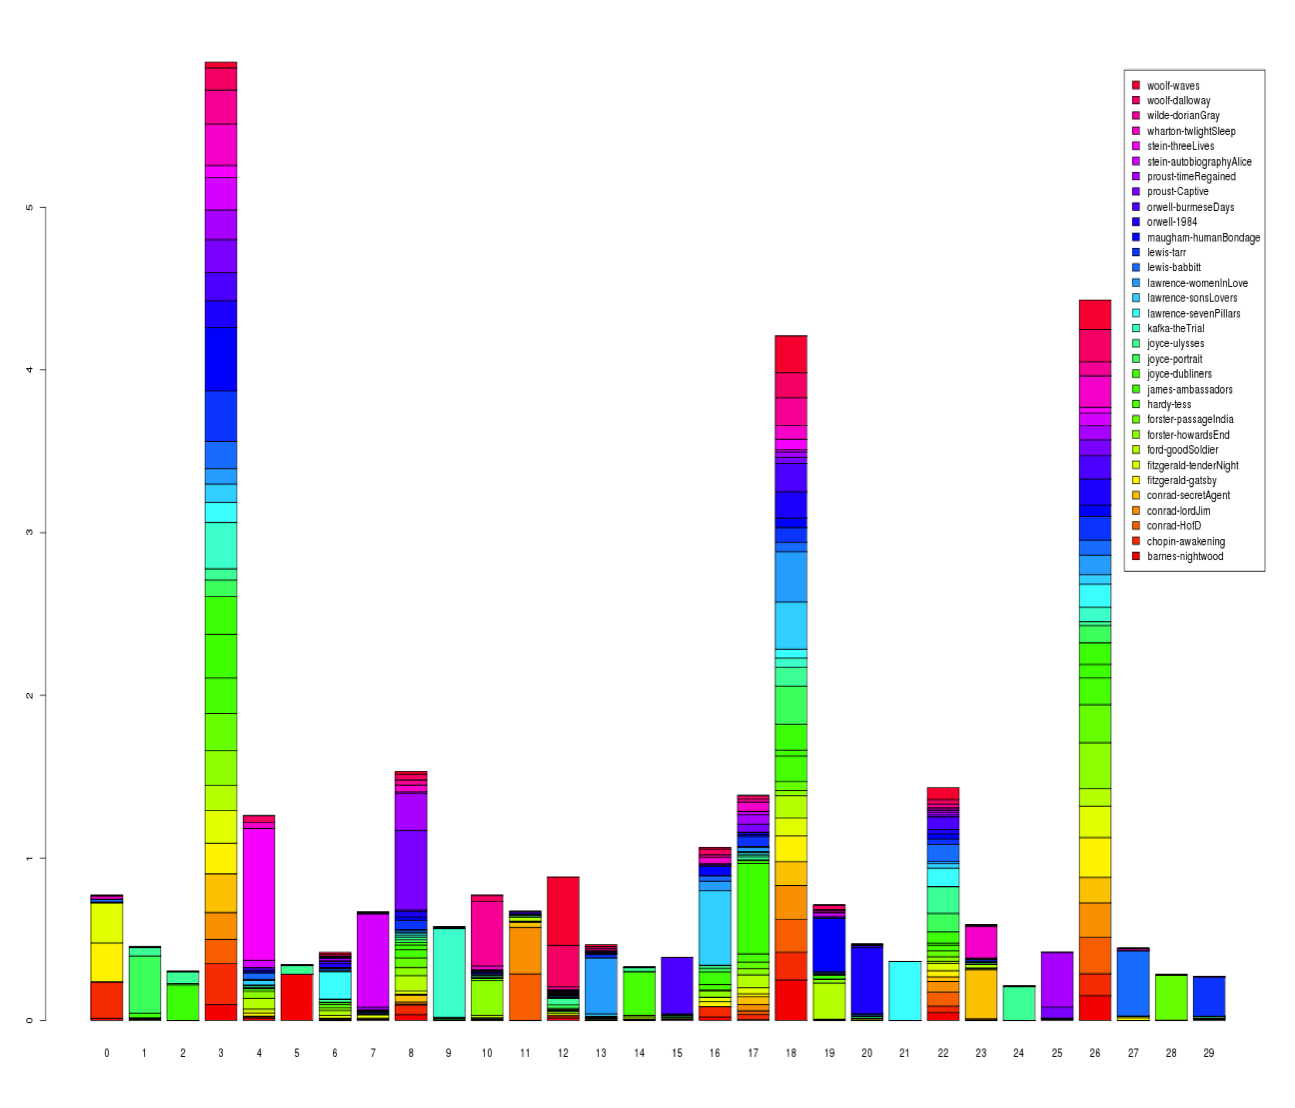 woolf-waves
woolf-dalloway
wilde-dorianGray
wharton-twlightSleep
stein-threeLives
stein-autobiographyAlice
proust-timeRegained
proust-Captive
orwell-burmeseDays
orwell-1984
maugham-humanBondage
lewis-tarr
lewis-babbitt
lawrence-womenInLove
lawrence-sonsLovers
lawrence-sevenPillars
kafka-theTrial
joyce-ulysses
joyce-portrait
joyce-dubliners
james-ambassadors
hardy-tess
forster-passageIndia
forster-howardsEnd
ford-goodSoldier
fitzgerald-tenderNight
fitzgerald-gatsby
conrad-secretAgent
conrad-lordJim
conrad-HofD
chopin-awakening
barnes-nightwood
5
4
3
2
1
0
0 1 2 3 4 5 6 7 8 9 10 11 12 13 14 15 16 17 18 19 20 21 22 23 24 25 26 27 28 29